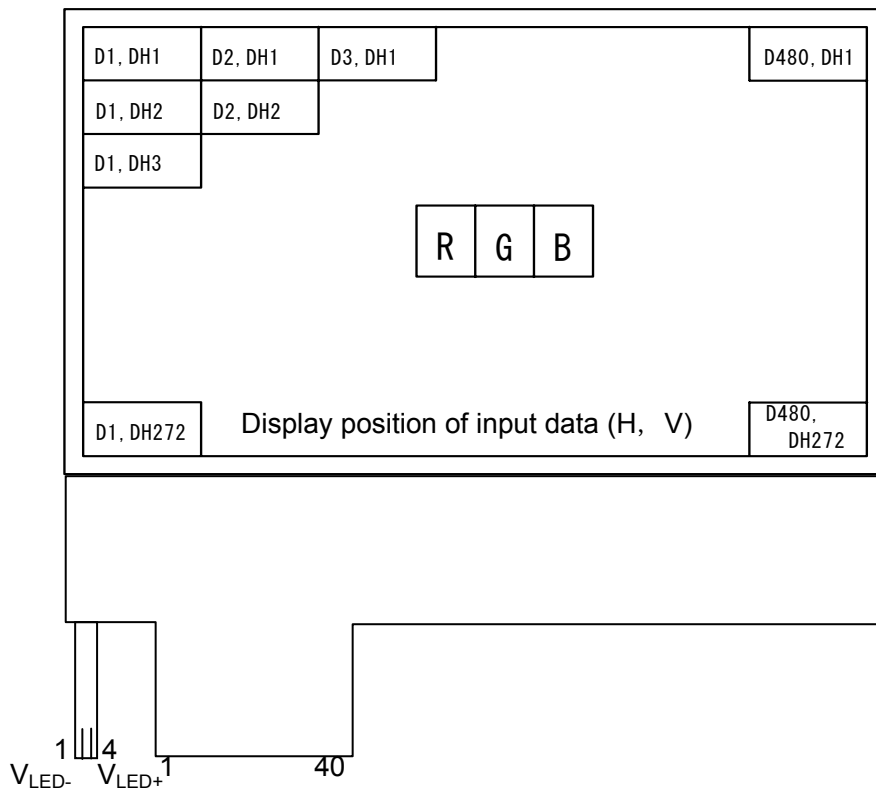 D1, DH1 D2, DH1 D3, DH1 D480, DH1
D1, DH2 D2, DH2
D1, DH3
R G B
D1, DH272 Display position of input data (H, V) D480,
DH272
1 4 1 40
VLED- VLED+